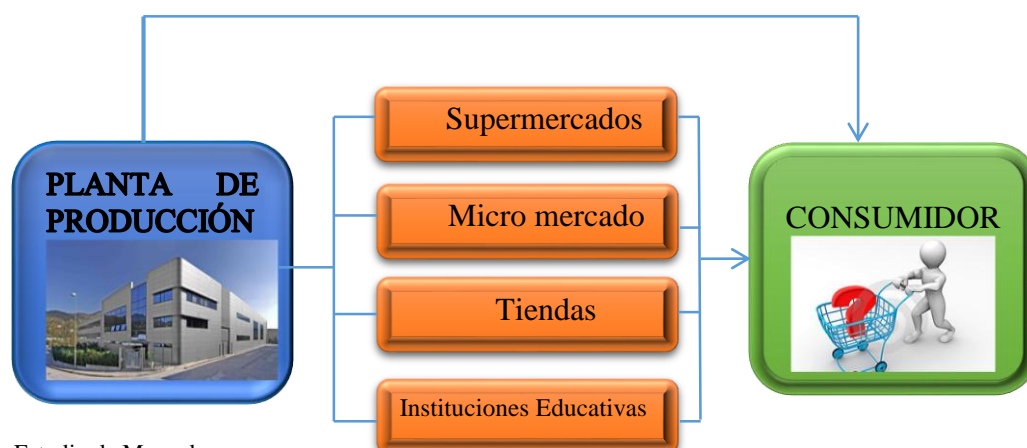 PLANTA DE
PRODUCCIÓN
Supermercados
Micro mercado
Tiendas
Instituciones Educativas
CONSUMIDOR